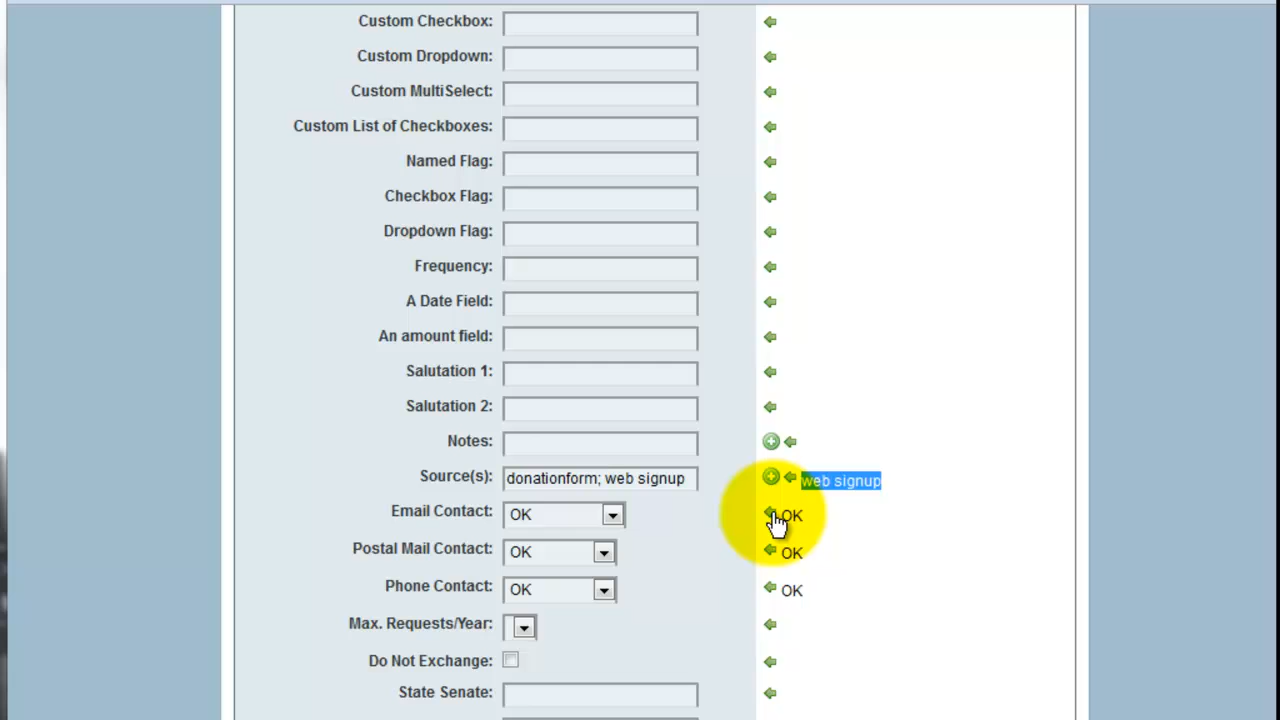 Custom Checkbox:
Custom Dropdown:
Custom MultiSelect:
Custom List of Checkboxes:
Named Flag:
Checkbox Flag:
Dropdown Flag:
Frequency:
A Date Field:
An amount field:
Salutation 1:
Salutation 2:
Notes:
Source(s): donationform; web signup web signup
Email Contact: OK OK
Postal Mail Contact: OK OK
Phone Contact: OK OK
Max. Requests/Year:
Do Not Exchange:
State Senate: